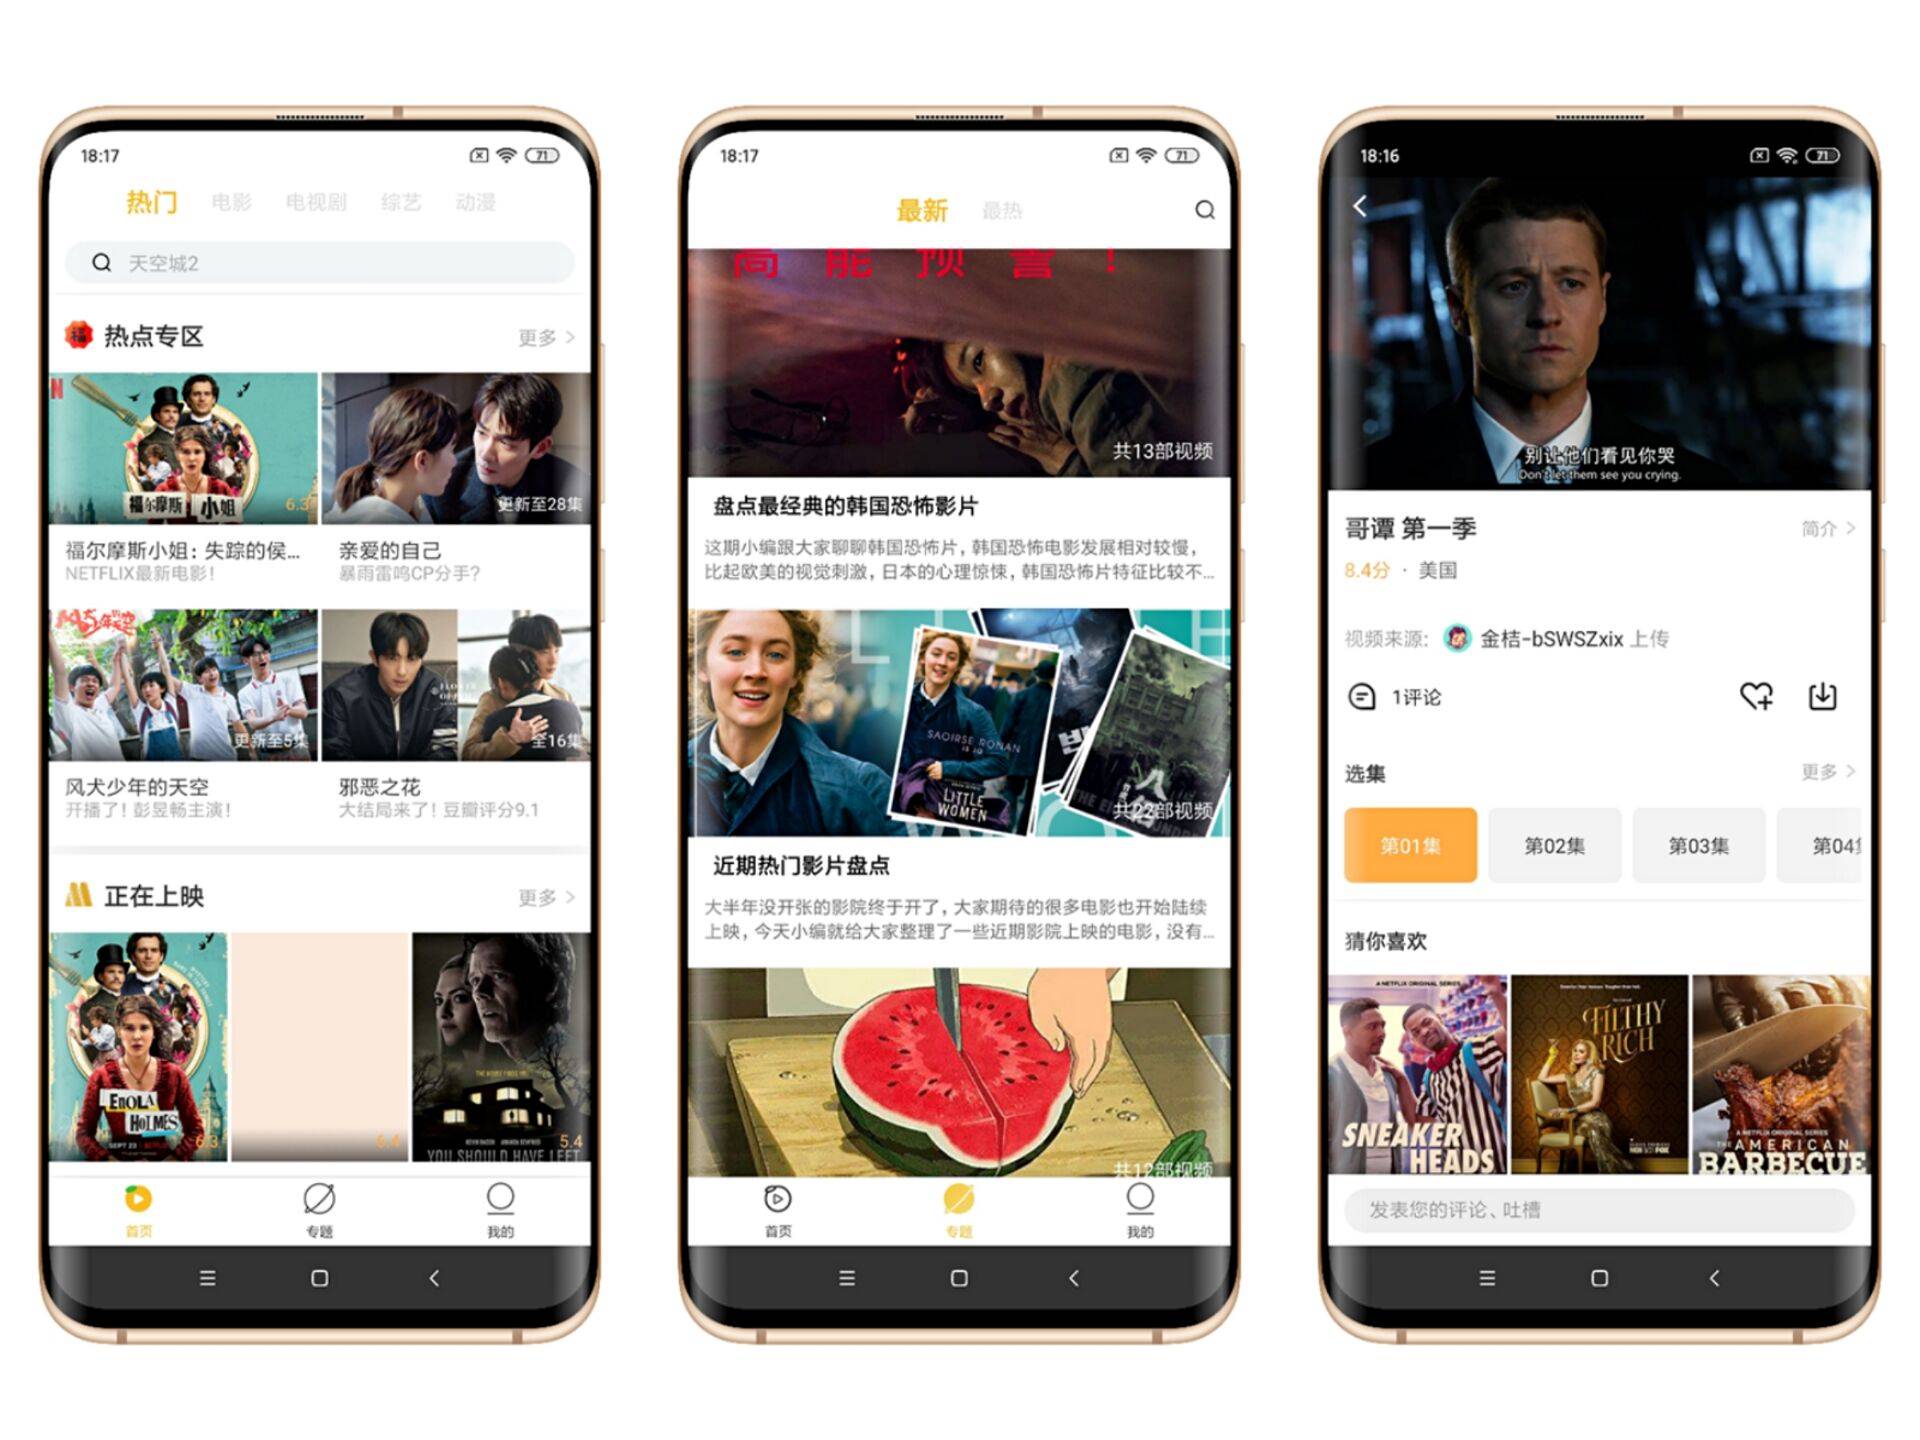 18:17
71
热门 电影 电视剧 综艺 动漫
天空城2
福 热点专区 更多 >
N
福尔摩斯 小姐
6.3
更新至28集
福尔摩斯小姐：失踪的侯...
NETFLIX最新电影！
亲爱的自己
暴雨雷鸣CP分手?
更新至5集
全16集
风犬少年的天空
开播了！彭昱畅主演！
邪恶之花
大结局来了！豆瓣评分9.1
正在上映 更多 >
ENOLA
HOLMES
SEPT 23
6.3
5.4
YOU SHOULD HAVE LEFT
首页 专题 我的
18:17
71
最新 最热
高能预警！
共13部视频
盘点最经典的韩国恐怖影片
这期小编跟大家聊聊韩国恐怖片，韩国恐怖电影发展相对较慢，
比起欧美的视觉刺激，日本的心理惊悚，韩国恐怖片特征比较不...
SAOIRSE RONAN
IS JO
LITTLE
WOMEN
共22部视频
近期热门影片盘点
大半年没开张的影院终于开了，大家期待的很多电影也开始陆续
上映，今天小编就给大家整理了一些近期影院上映的电影，没有...
共12部视频
首页 专题 我的
18:16
71
别让他们看见你哭
Don't let them see you crying.
哥谭 第一季 简介 >
8.4分 · 美国
视频来源: 金桔-bSWSZxix 上传
1评论
选集 更多 >
第01集 第02集 第03集 第04集
猜你喜欢
A NETFLIX ORIGINAL SERIES
SNEAKER
HEADS
FILTHY
RICH
A NETFLIX ORIGINAL SERIES
THE AMERICAN
BARBECUE
发表您的评论、吐槽